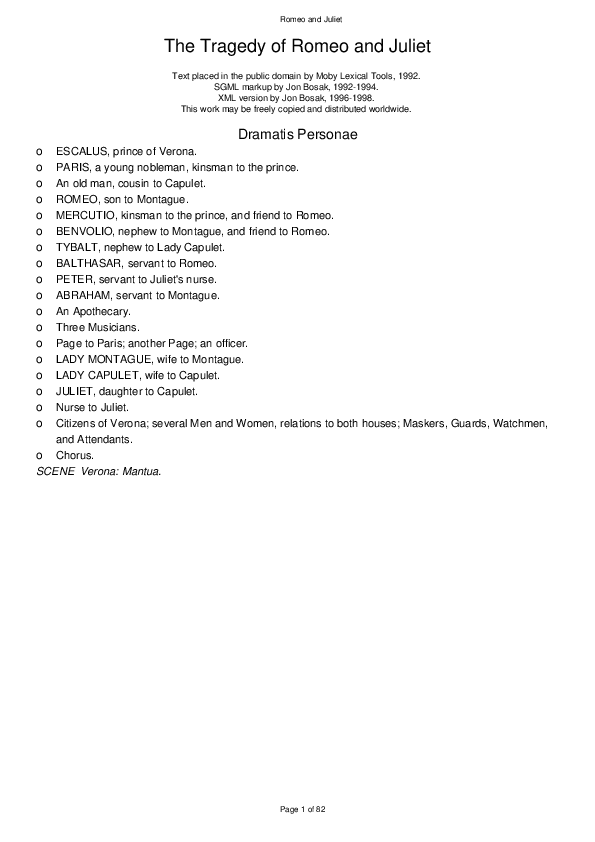 Romeo and Juliet
The Tragedy of Romeo and Juliet
Text placed in the public domain by Moby Lexical Tools, 1992.
SGML markup by Jon Bosak, 1992-1994.
XML version by Jon Bosak, 1996-1998.
This work may be freely copied and distributed worldwide.
Dramatis Personae
o ESCALUS, prince of Verona.
o PARIS, a young nobleman, kinsman to the prince.
o An old man, cousin to Capulet.
o ROMEO, son to Montague.
o MERCUTIO, kinsman to the prince, and friend to Romeo.
o BENVOLIO, nephew to Montague, and friend to Romeo.
o TYBALT, nephew to Lady Capulet.
o BALTHASAR, servant to Romeo.
o PETER, servant to Juliet's nurse.
o ABRAHAM, servant to Montague.
o An Apothecary.
o Three Musicians.
o Page to Paris; another Page; an officer.
o LADY MONTAGUE, wife to Montague.
o LADY CAPULET, wife to Capulet.
o JULIET, daughter to Capulet.
o Nurse to Juliet.
o Citizens of Verona; several Men and Women, relations to both houses; Maskers, Guards, Watchmen,
and Attendants.
o Chorus.
SCENE Verona: Mantua.
Page 1 of 82